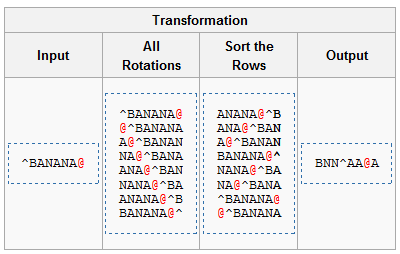 Transformation
Input
All
Rotations
Sort the
Rows
Output
^BANANA@
^BANANA@
@^BANANA
A@^BANAN
NA@^BANA
ANA@^BAN
NANA@^BA
ANANA@^B
BANANA@^
ANANA@^B
ANA@^BAN
A@^BANAN
BANANA@^
NANA@^BA
NA@^BANA
^BANANA@
@^BANANA
BNN^AA@A